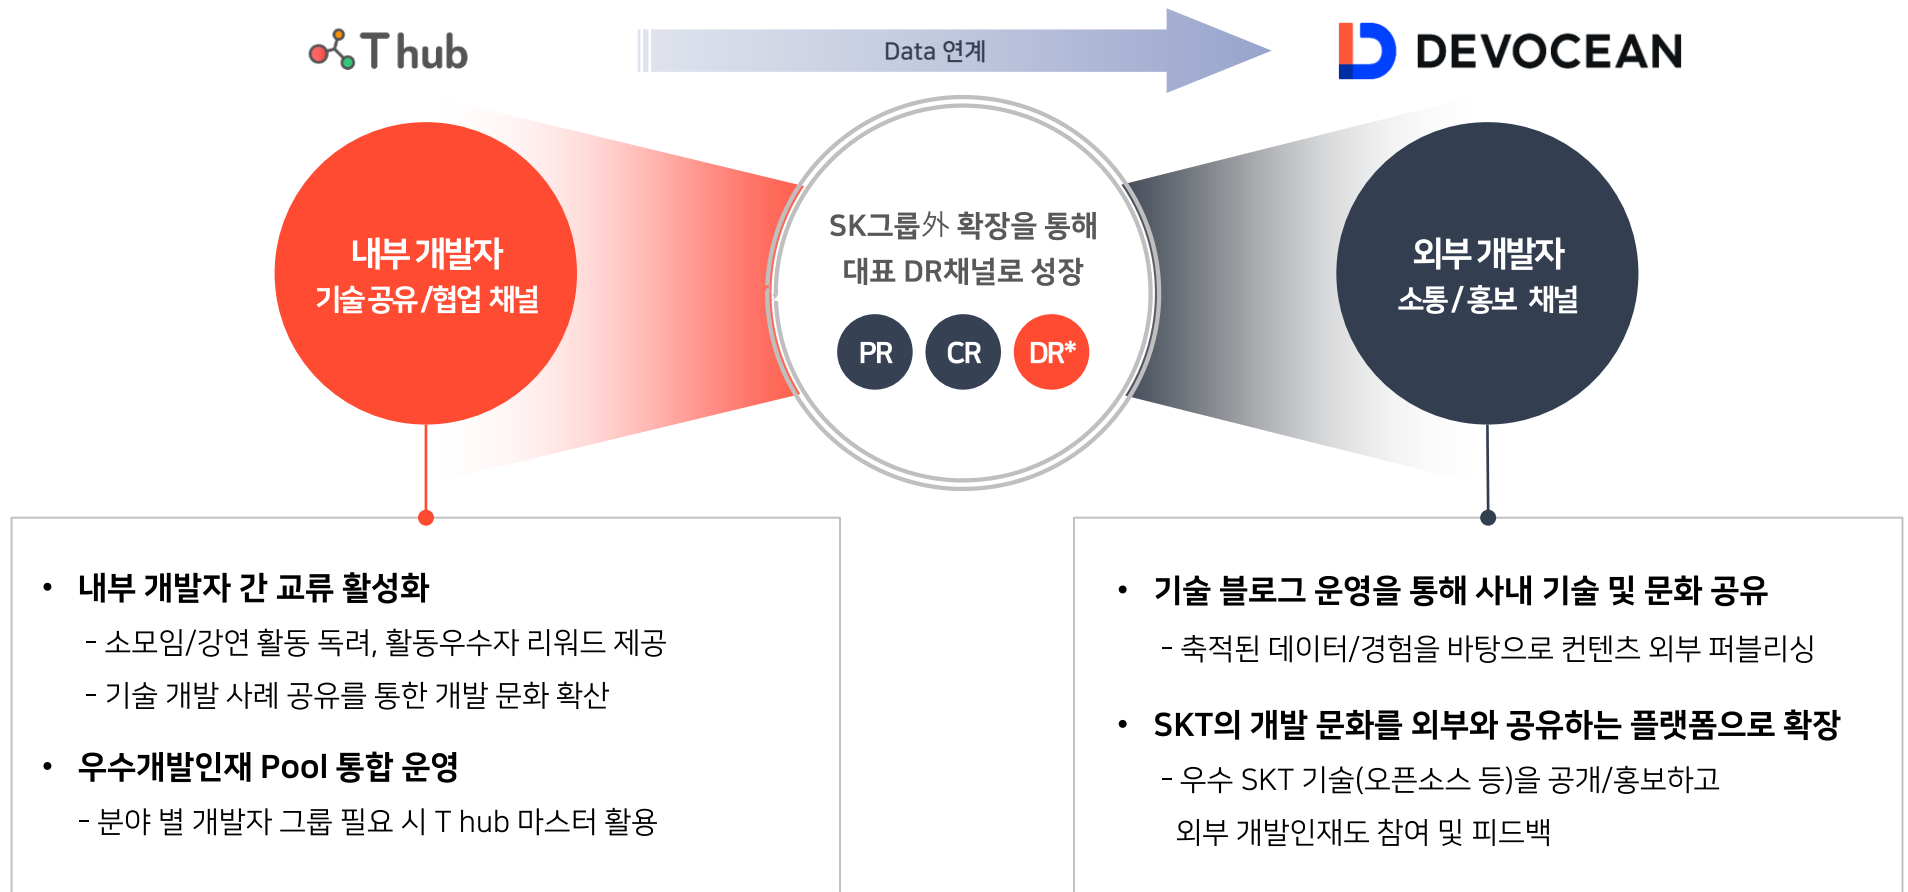 T hub
Data 연계
DEVOCEAN
내부 개발자
기술 공유/협업 채널
SK그룹外 확장을 통해
대표 DR채널로 성장
PR CR DR*
외부 개발자
소통/홍보 채널
• 내부 개발자 간 교류 활성화
- 소모임/강연 활동 독려, 활동우수자 리워드 제공
- 기술 개발 사례 공유를 통한 개발 문화 확산
• 우수개발인재 Pool 통합 운영
- 분야 별 개발자 그룹 필요 시 T hub 마스터 활용
• 기술 블로그 운영을 통해 사내 기술 및 문화 공유
- 축적된 데이터/경험을 바탕으로 컨텐츠 외부 퍼블리싱
• SKT의 개발 문화를 외부와 공유하는 플랫폼으로 확장
- 우수 SKT 기술(오픈소스 등)을 공개/홍보하고
외부 개발인재도 참여 및 피드백